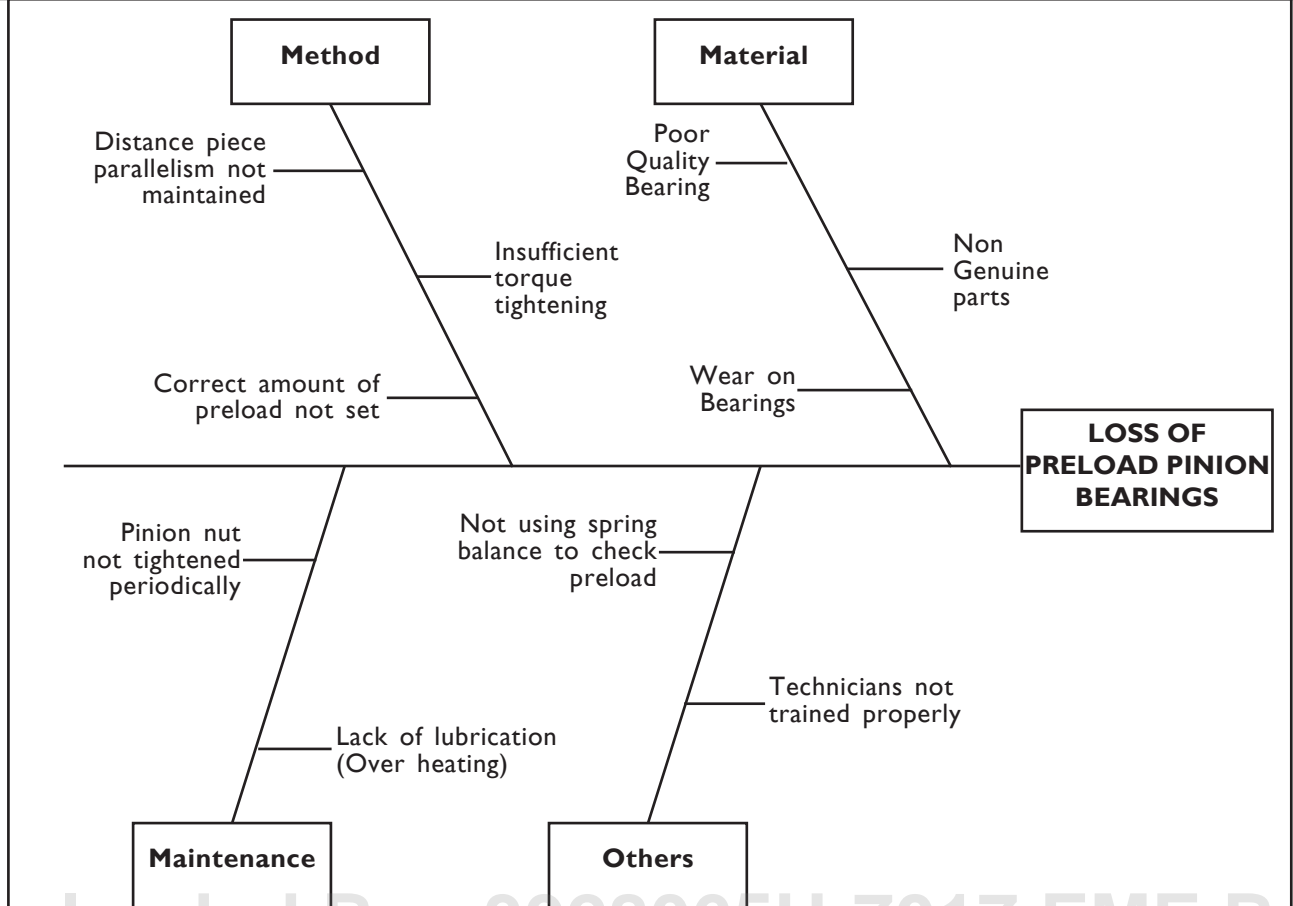 Method
Material
Distance piece
parallelism not
maintained
Poor
Quality
Bearing
Insufficient
torque
tightening
Non
Genuine
parts
Correct amount of
preload not set
Wear on
Bearings
LOSS OF
PRELOAD PINION
BEARINGS
Pinion nut
not tightened
periodically
Not using spring
balance to check
preload
Technicians not
trained properly
Lack of lubrication
(Over heating)
Maintenance
Others